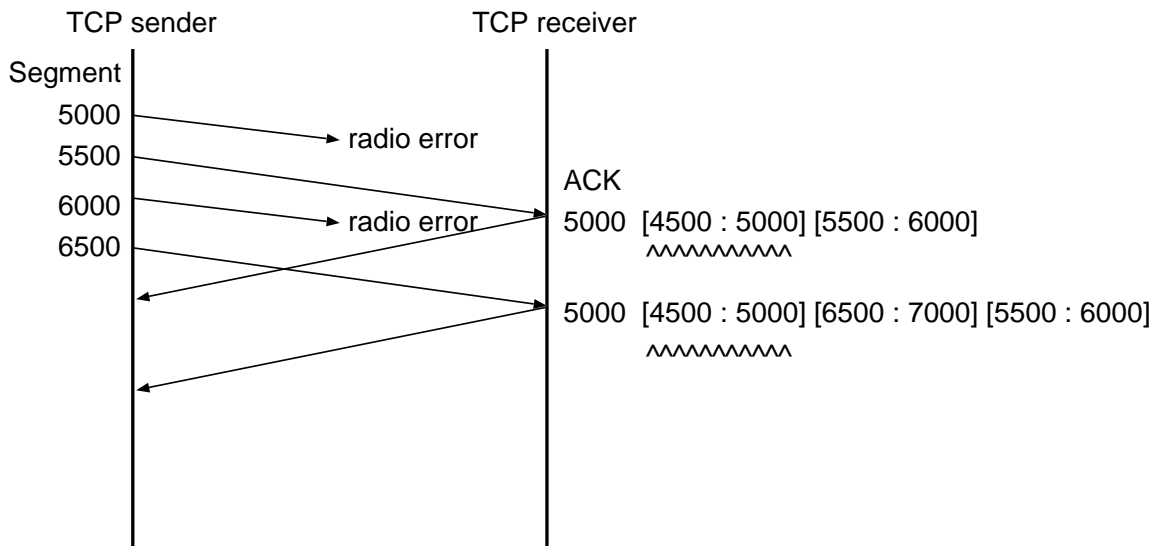 TCP sender
TCP receiver
Segment
5000
radio error
5500
ACK
6000
radio error
5000 [4500 : 5000] [5500 : 6000]
^^^^^^^^^^^
6500
5000 [4500 : 5000] [6500 : 7000] [5500 : 6000]
^^^^^^^^^^^